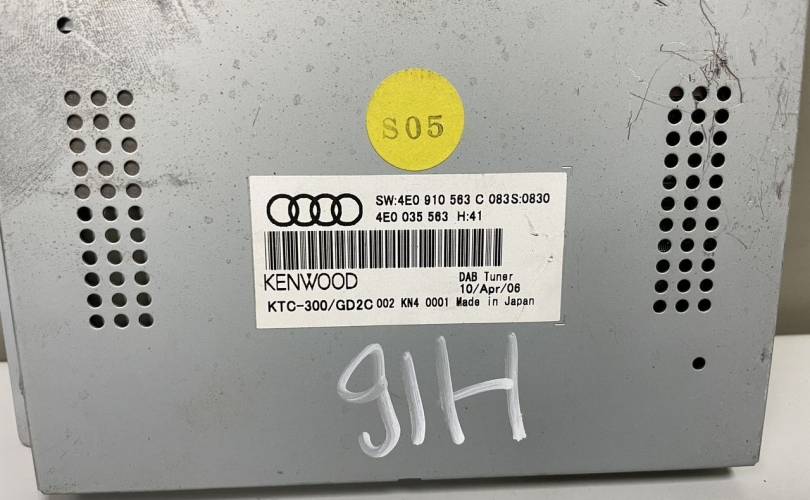 S05
SW:4E0 910 563 C 083S:0830
4E0 035 563 H:41
KENWOOD
DAB Tuner
10/Apr/06
KTC-300/GD2C 002 KN4 0001 Made in Japan
91H